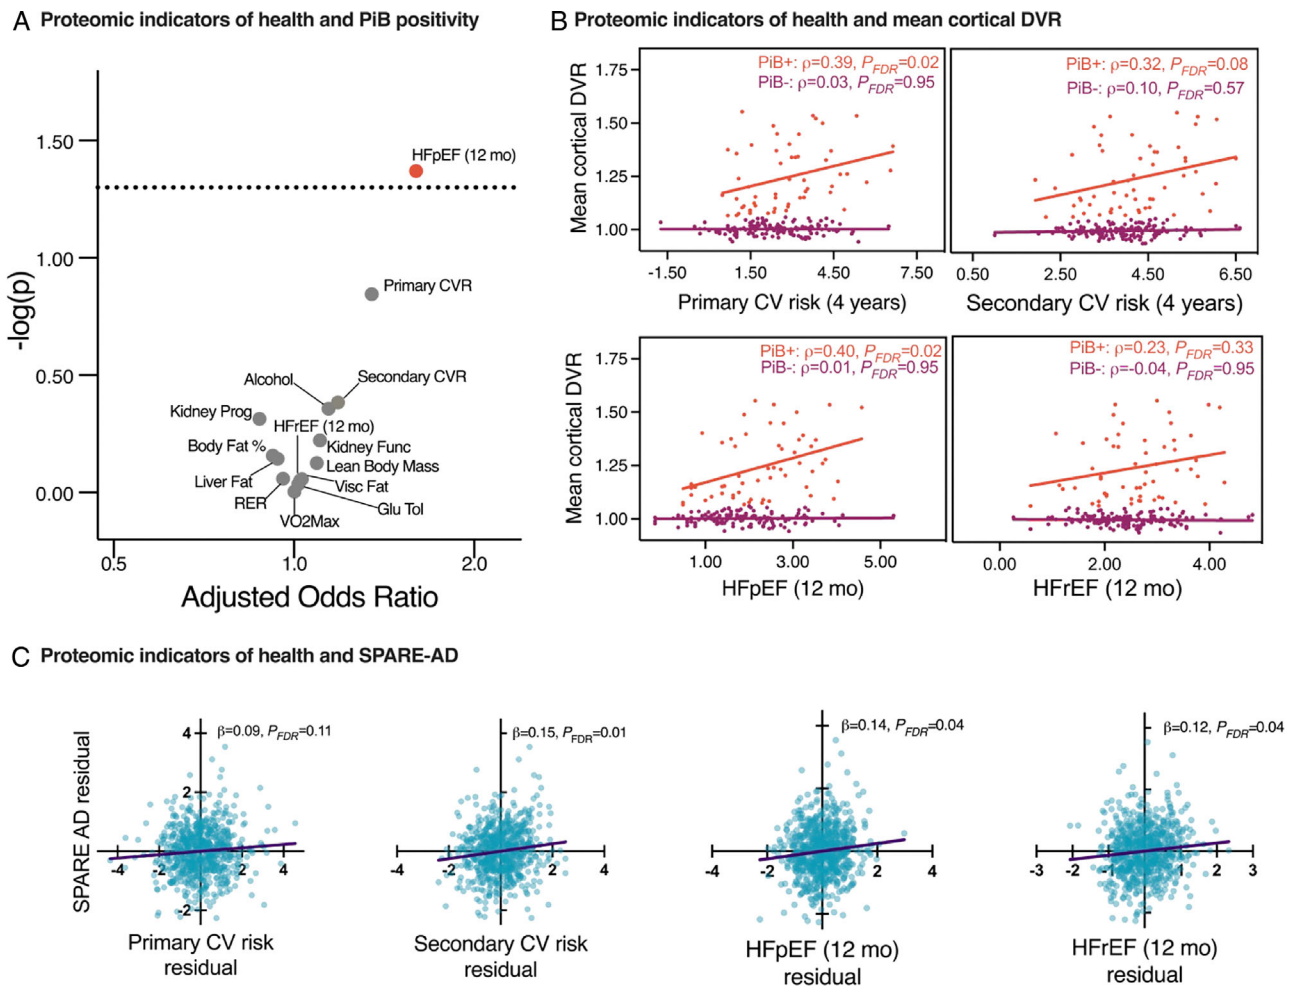 A Proteomic indicators of health and PiB positivity
-log(p)
1.50
1.00
0.50
0.00
HFpEF (12 mo)
Primary CVR
Alcohol
Secondary CVR
Kidney Prog
HFrEF (12 mo)
Body Fat %
Kidney Func
Lean Body Mass
Liver Fat
Visc Fat
RER
Glu Tol
VO2Max
0.5 1.0 2.0
Adjusted Odds Ratio
B Proteomic indicators of health and mean cortical DVR
Mean cortical DVR
1.75
1.50
1.25
1.00
PiB+: ρ=0.39, PFDR=0.02
PiB-: ρ=0.03, PFDR=0.95
-1.50 1.50 4.50 7.50
Primary CV risk (4 years)
PiB+: ρ=0.32, PFDR=0.08
PiB-: ρ=0.10, PFDR=0.57
0.50 2.50 4.50 6.50
Secondary CV risk (4 years)
Mean cortical DVR
1.75
1.50
1.25
1.00
PiB+: ρ=0.40, PFDR=0.02
PiB-: ρ=0.01, PFDR=0.95
1.00 3.00 5.00
HFpEF (12 mo)
PiB+: ρ=0.23, PFDR=0.33
PiB-: ρ=-0.04, PFDR=0.95
0.00 2.00 4.00
HFrEF (12 mo)
C Proteomic indicators of health and SPARE-AD
SPARE AD residual
4
2
-2
β=0.09, PFDR=0.11
-4 -2 2 4
Primary CV risk
residual
β=0.15, PFDR=0.01
-4 -2 2 4
Secondary CV risk
residual
β=0.14, PFDR=0.04
-4 -2 2 4
HFpEF (12 mo)
residual
β=0.12, PFDR=0.04
-3 -2 -1 1 2 3
HFrEF (12 mo)
residual